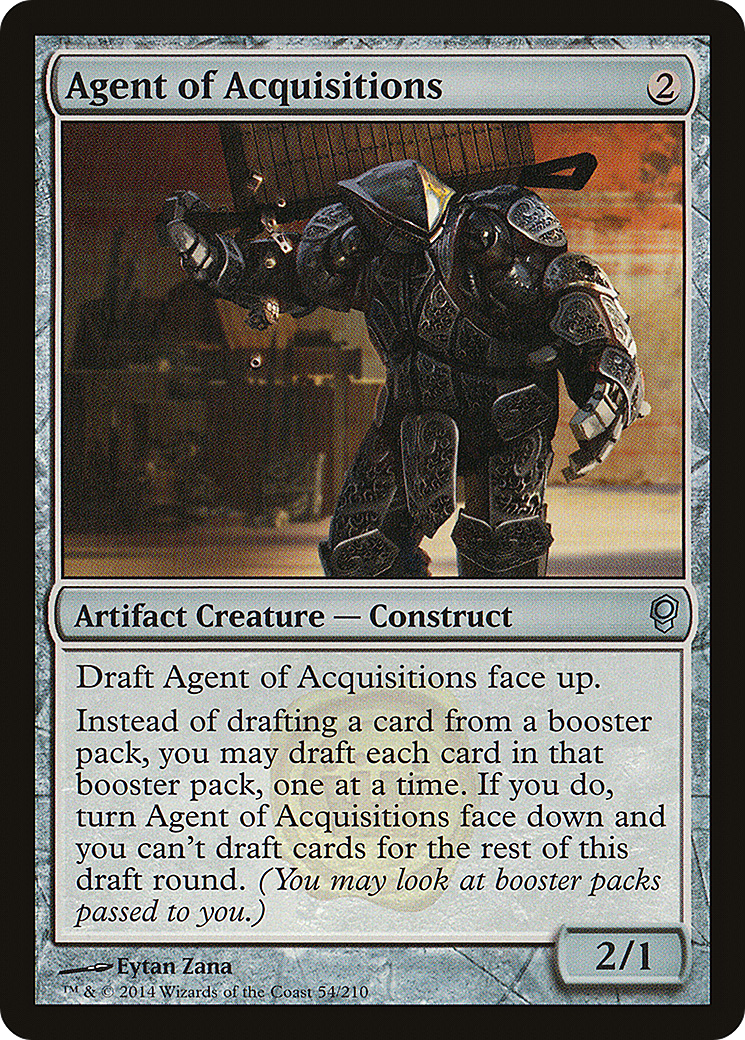 Agent of Acquisitions 2
Artifact Creature — Construct
Draft Agent of Acquisitions face up.
Instead of drafting a card from a booster
pack, you may draft each card in that
booster pack, one at a time. If you do,
turn Agent of Acquisitions face down and
you can't draft cards for the rest of this
draft round. (You may look at booster packs
passed to you.)
2/1
Eytan Zana
™ & © 2014 Wizards of the Coast 54/210